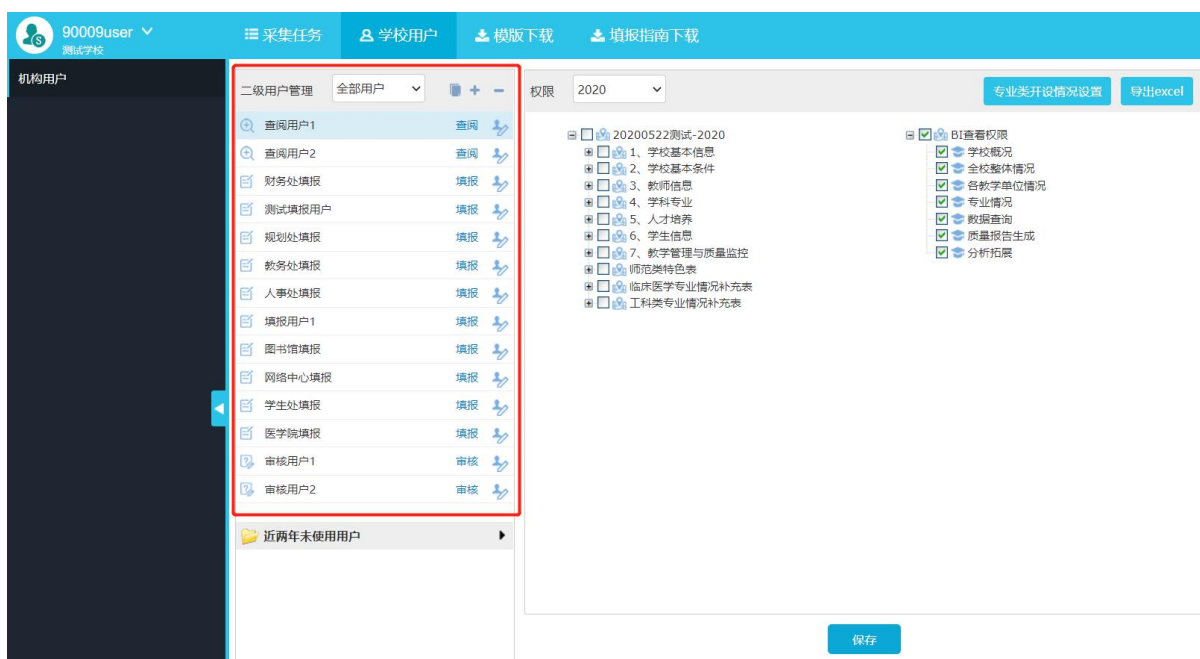 90009user
测试学校
采集任务
学校用户
模版下载
填报指南下载
机构用户
二级用户管理 全部用户
查阅用户1 查阅
查阅用户2 查阅
财务处填报 填报
测试填报用户 填报
规划处填报 填报
教务处填报 填报
人事处填报 填报
填报用户1 填报
图书馆填报 填报
网络中心填报 填报
学生处填报 填报
医学院填报 填报
审核用户1 审核
审核用户2 审核
近两年未使用用户
权限 2020 专业类开设情况设置 导出excel
20200522测试-2020
1、学校基本信息
2、学校基本条件
3、教师信息
4、学科专业
5、人才培养
6、学生信息
7、教学管理与质量监控
师范类特色表
临床医学专业情况补充表
工科类专业情况补充表
BI查看权限
学校概况
全校整体情况
各教学单位情况
专业情况
数据查询
质量报告生成
分析拓展
保存